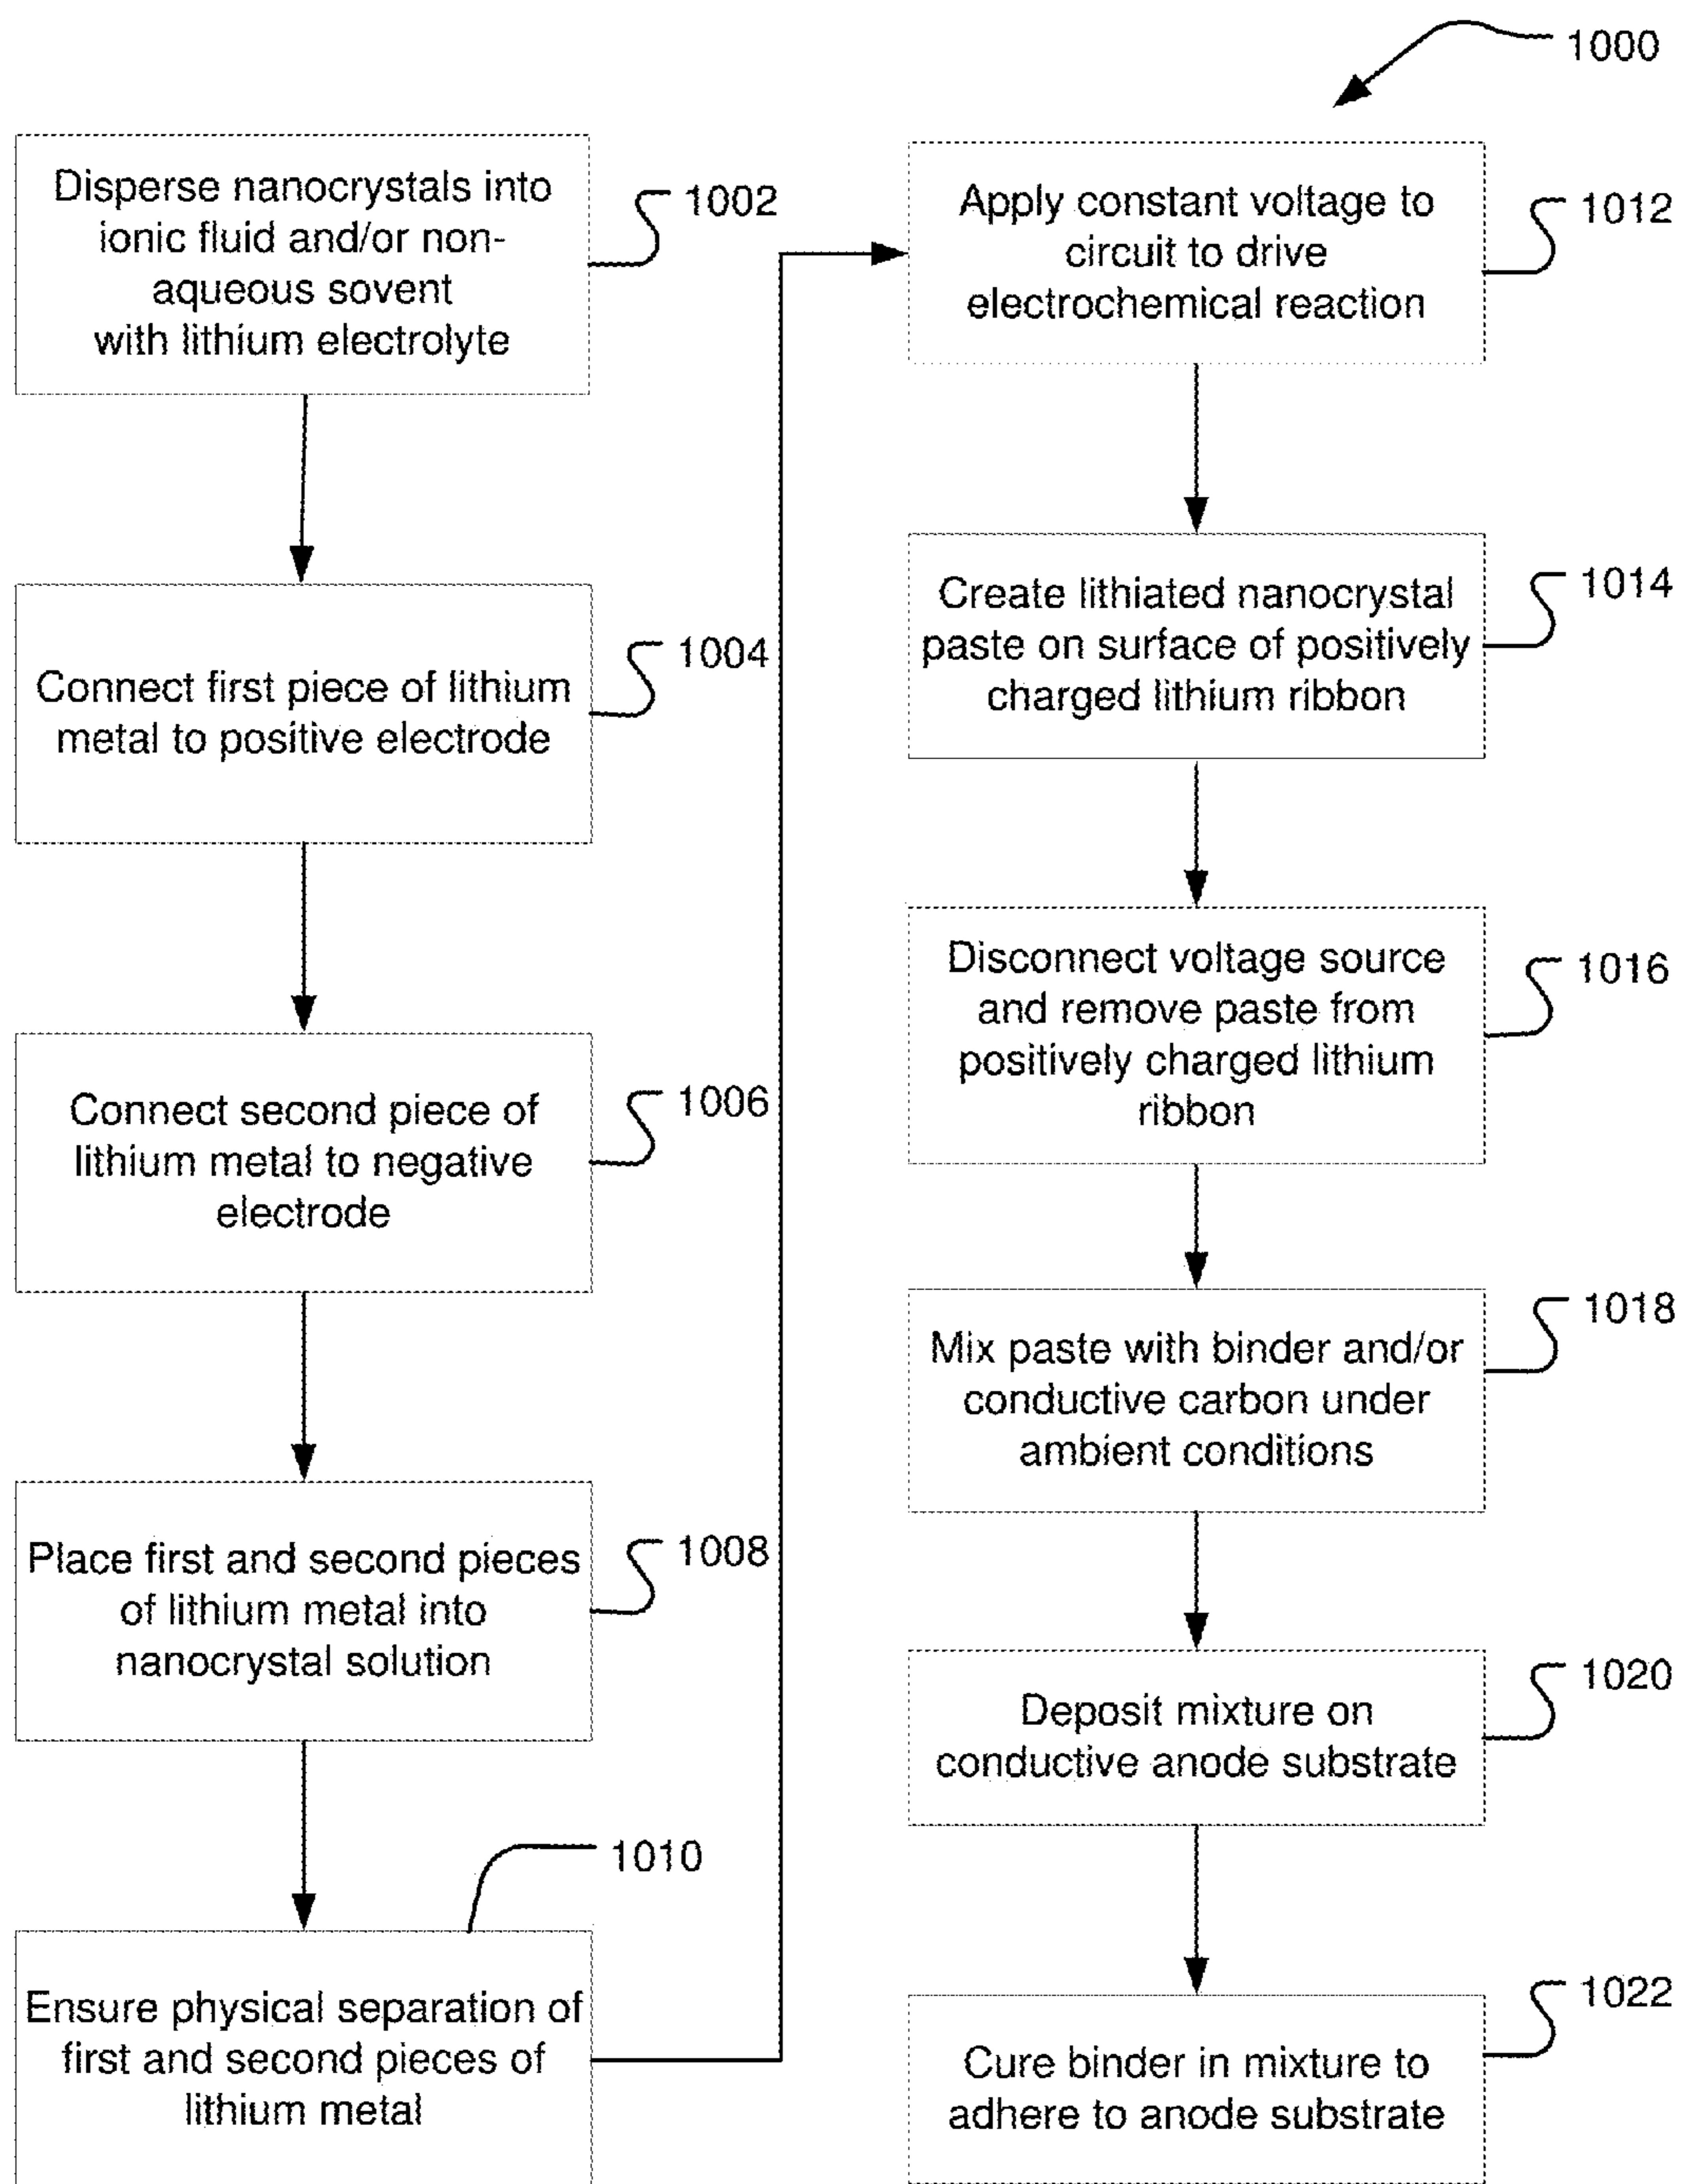 1000
Disperse nanocrystals into
ionic fluid and/or non-
aqueous sovent
with lithium electrolyte
1002
Connect first piece of lithium
metal to positive electrode
1004
Connect second piece of
lithium metal to negative
electrode
1006
Place first and second pieces
of lithium metal into
nanocrystal solution
1008
1010
Ensure physical separation of
first and second pieces of
lithium metal
Apply constant voltage to
circuit to drive
electrochemical reaction
1012
Create lithiated nanocrystal
paste on surface of positively
charged lithium ribbon
1014
Disconnect voltage source
and remove paste from
positively charged lithium
ribbon
1016
Mix paste with binder and/or
conductive carbon under
ambient conditions
1018
Deposit mixture on
conductive anode substrate
1020
Cure binder in mixture to
adhere to anode substrate
1022